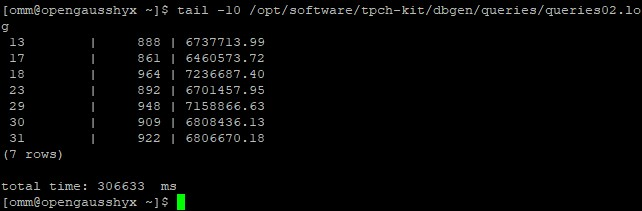 [omm@opengausshyx ~]$ tail -10 /opt/software/tpch-kit/dbgen/queries/queries02.lo
g
 13         |     888 | 6737713.99
 17         |     861 | 6460573.72
 18         |     964 | 7236687.40
 23         |     892 | 6701457.95
 29         |     948 | 7158866.63
 30         |     909 | 6808436.13
 31         |     922 | 6806670.18
(7 rows)

total time: 306633  ms
[omm@opengausshyx ~]$